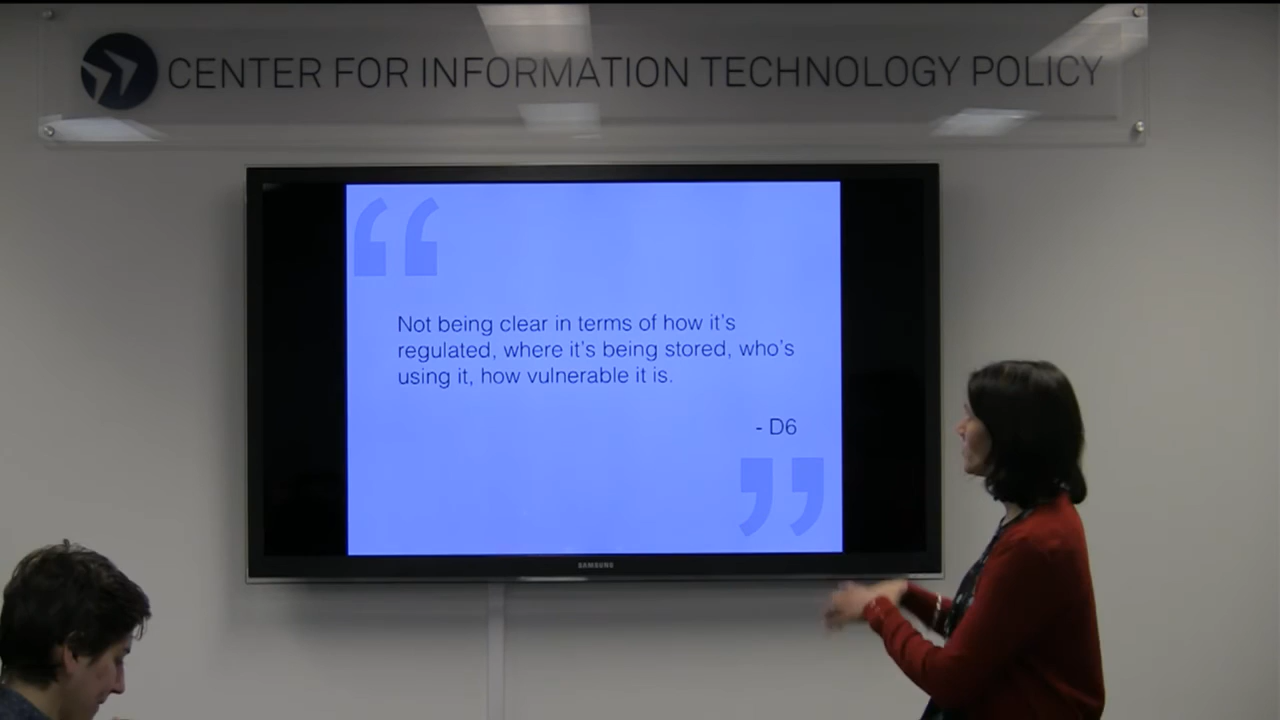 CENTER FOR INFORMATION TECHNOLOGY POLICY
“
Not being clear in terms of how it's
regulated, where it's being stored, who's
using it, how vulnerable it is.
- D6
”
SAMSUNG